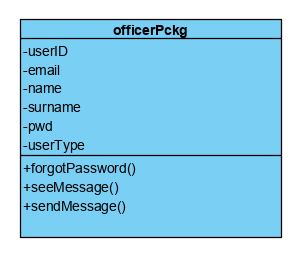 officerPckg
-userID
-email
-name
-surname
-pwd
-userType
+forgotPassword()
+seeMessage()
+sendMessage()